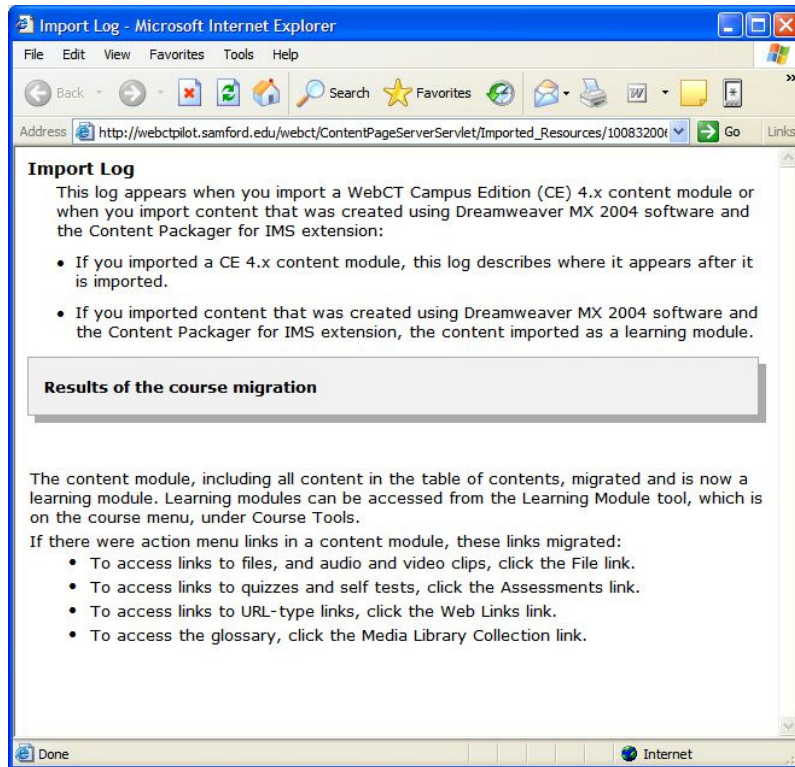 Import Log - Microsoft Internet Explorer
File Edit View Favorites Tools Help
Back Search Favorites
Address http://webctpilot.samford.edu/webct/ContentPageServerServlet/Imported_Resources/100832006 Go Links
Import Log
This log appears when you import a WebCT Campus Edition (CE) 4.x content module or
when you import content that was created using Dreamweaver MX 2004 software and
the Content Packager for IMS extension:
• If you imported a CE 4.x content module, this log describes where it appears after it
is imported.
• If you imported content that was created using Dreamweaver MX 2004 software and
the Content Packager for IMS extension, the content imported as a learning module.
Results of the course migration
The content module, including all content in the table of contents, migrated and is now a
learning module. Learning modules can be accessed from the Learning Module tool, which is
on the course menu, under Course Tools.
If there were action menu links in a content module, these links migrated:
• To access links to files, and audio and video clips, click the File link.
• To access links to quizzes and self tests, click the Assessments link.
• To access links to URL-type links, click the Web Links link.
• To access the glossary, click the Media Library Collection link.
Done Internet